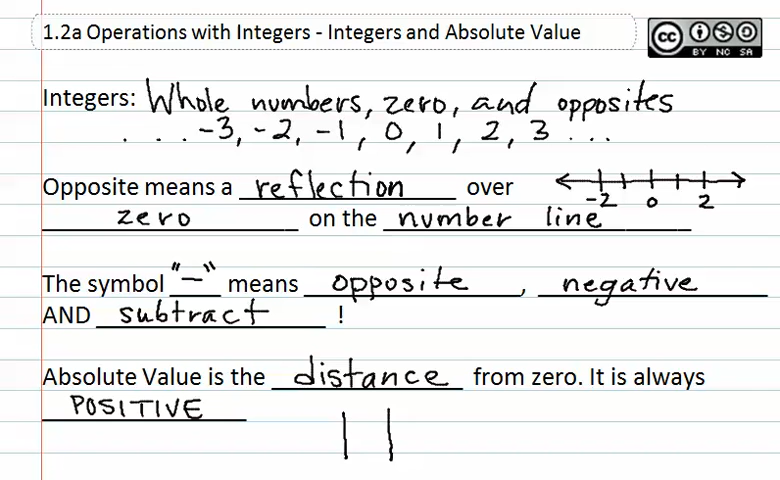 1.2a Operations with Integers - Integers and Absolute Value
cc BY NC SA
Integers: Whole numbers, zero, and opposites
. . . -3, -2, -1, 0, 1, 2, 3 ...
Opposite means a reflection over
-2 0 2
zero on the number line
The symbol "—" means opposite, negative
AND subtract !
Absolute Value is the distance from zero. It is always
POSITIVE
| |